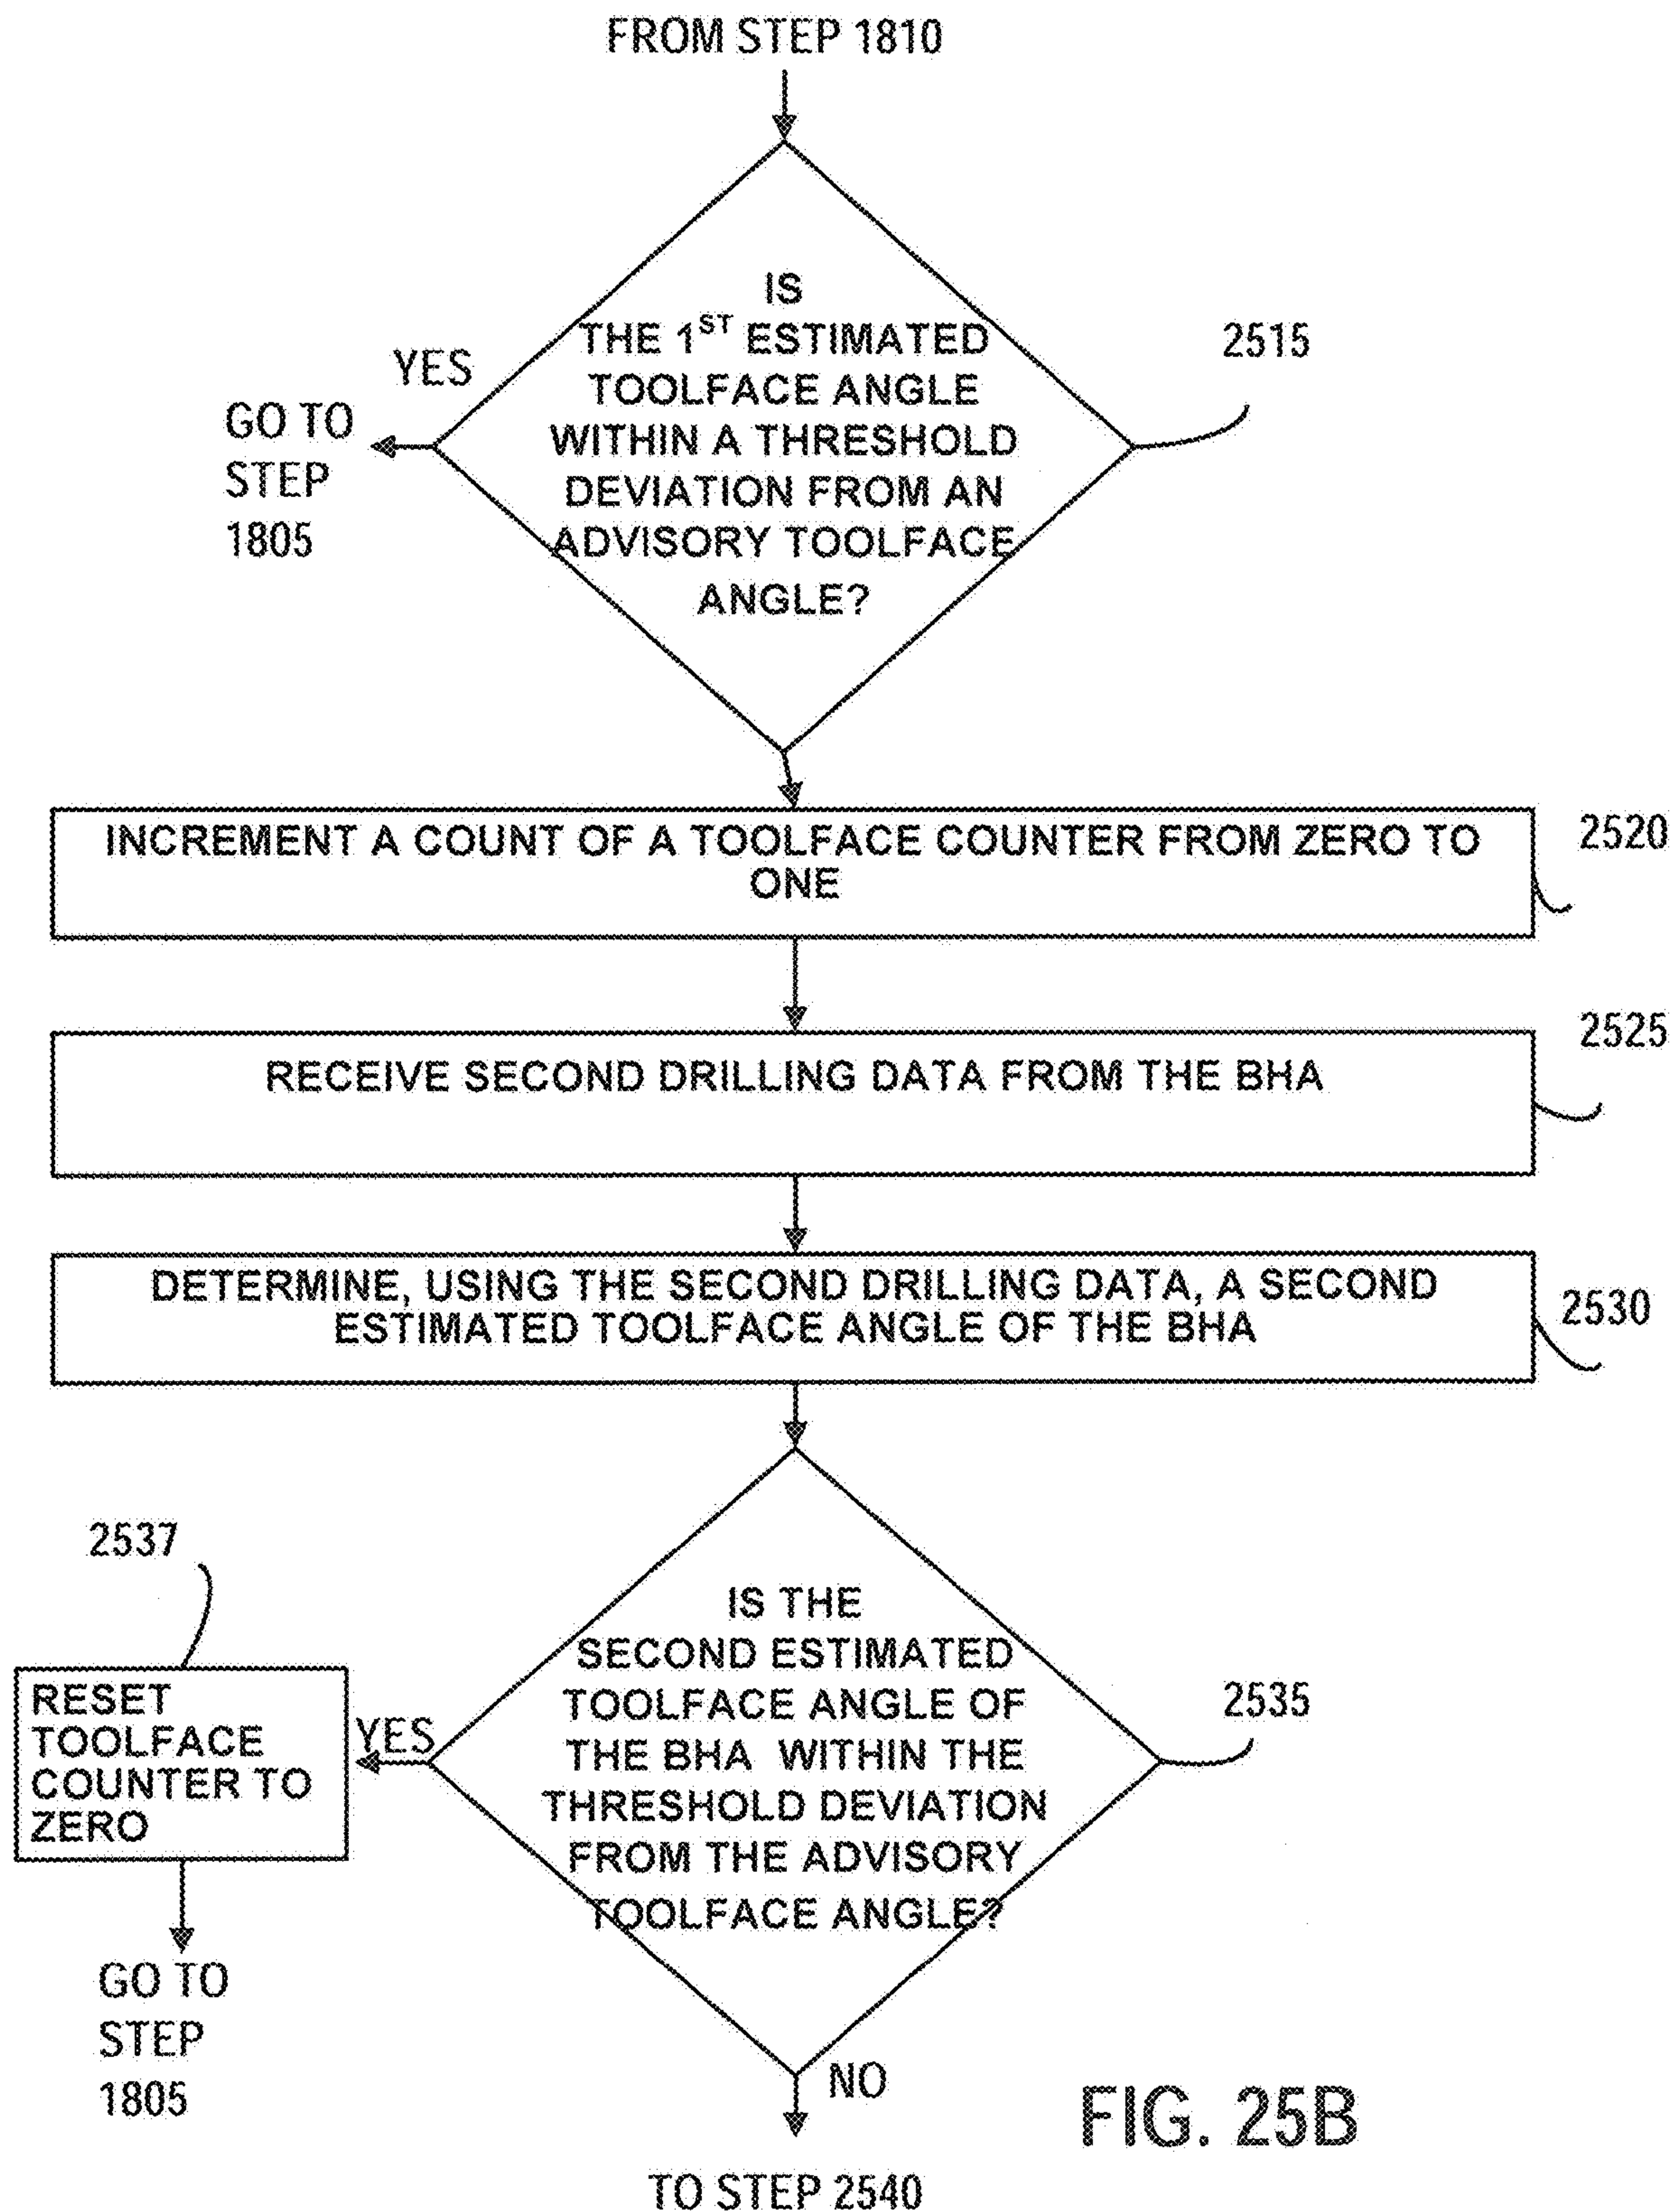 FROM STEP 1810
IS
THE 1ST ESTIMATED
TOOLFACE ANGLE
WITHIN A THRESHOLD
DEVIATION FROM AN
ADVISORY TOOLFACE
ANGLE?
2515
YES
GO TO
STEP
1805
INCREMENT A COUNT OF A TOOLFACE COUNTER FROM ZERO TO
ONE
2520
RECEIVE SECOND DRILLING DATA FROM THE BHA
2525
DETERMINE, USING THE SECOND DRILLING DATA, A SECOND
ESTIMATED TOOLFACE ANGLE OF THE BHA
2530
IS THE
SECOND ESTIMATED
TOOLFACE ANGLE OF
THE BHA WITHIN THE
THRESHOLD DEVIATION
FROM THE ADVISORY
TOOLFACE ANGLE?
2535
YES
2537
RESET
TOOLFACE
COUNTER TO
ZERO
GO TO
STEP
1805
NO
TO STEP 2540
FIG. 25B